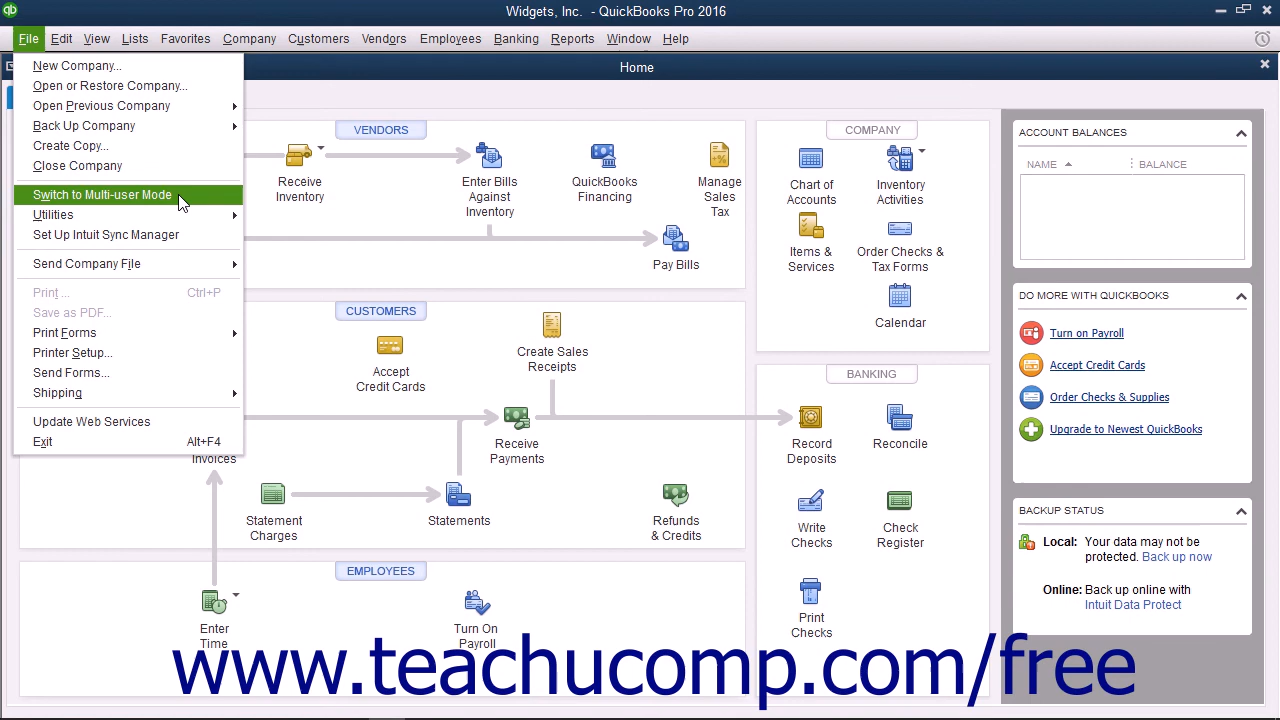 qb
Widgets, Inc. - QuickBooks Pro 2016
File Edit View Lists Favorites Company Customers Vendors Employees Banking Reports Window Help
Home
New Company...
Open or Restore Company...
Open Previous Company
Back Up Company
Create Copy...
Close Company
Switch to Multi-user Mode
Utilities
Set Up Intuit Sync Manager
Send Company File
Print ... Ctrl+P
Save as PDF...
Print Forms
Printer Setup...
Send Forms...
Shipping
Update Web Services
Exit Alt+F4
VENDORS
Receive
Inventory
Enter Bills
Against
Inventory
QuickBooks
Financing
Manage
Sales
Tax
Pay Bills
CUSTOMERS
Accept
Credit Cards
Create Sales
Receipts
Invoices
Receive
Payments
Statement
Charges
Statements
Refunds
& Credits
EMPLOYEES
Enter
Time
Turn On
Payroll
COMPANY
Chart of
Accounts
Inventory
Activities
Items &
Services
Order Checks &
Tax Forms
Calendar
BANKING
Record
Deposits
Reconcile
Write
Checks
Check
Register
Print
Checks
ACCOUNT BALANCES
NAME BALANCE
DO MORE WITH QUICKBOOKS
Turn on Payroll
Accept Credit Cards
Order Checks & Supplies
Upgrade to Newest QuickBooks
BACKUP STATUS
Local: Your data may not be
protected. Back up now
Online: Back up online with
Intuit Data Protect
www.teachucomp.com/free